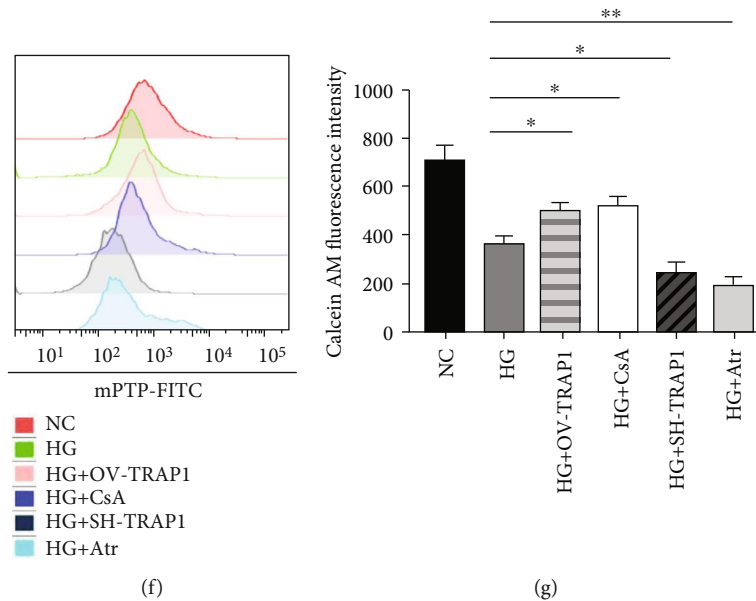 10¹ 10² 10³ 10⁴ 10⁵
mPTP-FITC
NC
HG
HG+OV-TRAP1
HG+CsA
HG+SH-TRAP1
HG+Atr
(f)
**
*
*
*
Calcein AM fluorescence intensity
1000
800
600
400
200
0
NC
HG
HG+OV-TRAP1
HG+CsA
HG+SH-TRAP1
HG+Atr
(g)